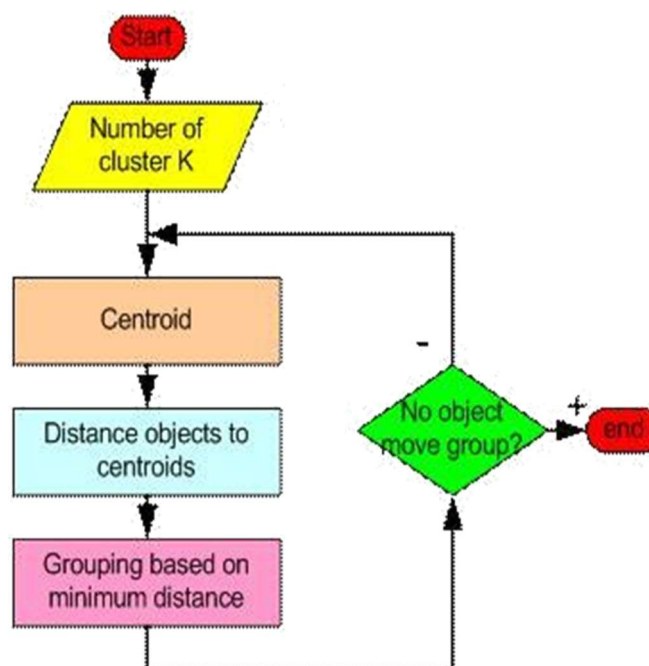 Start
Number of
cluster K
Centroid
Distance objects to
centroids
Grouping based on
minimum distance
-
No object
move group?
+
end